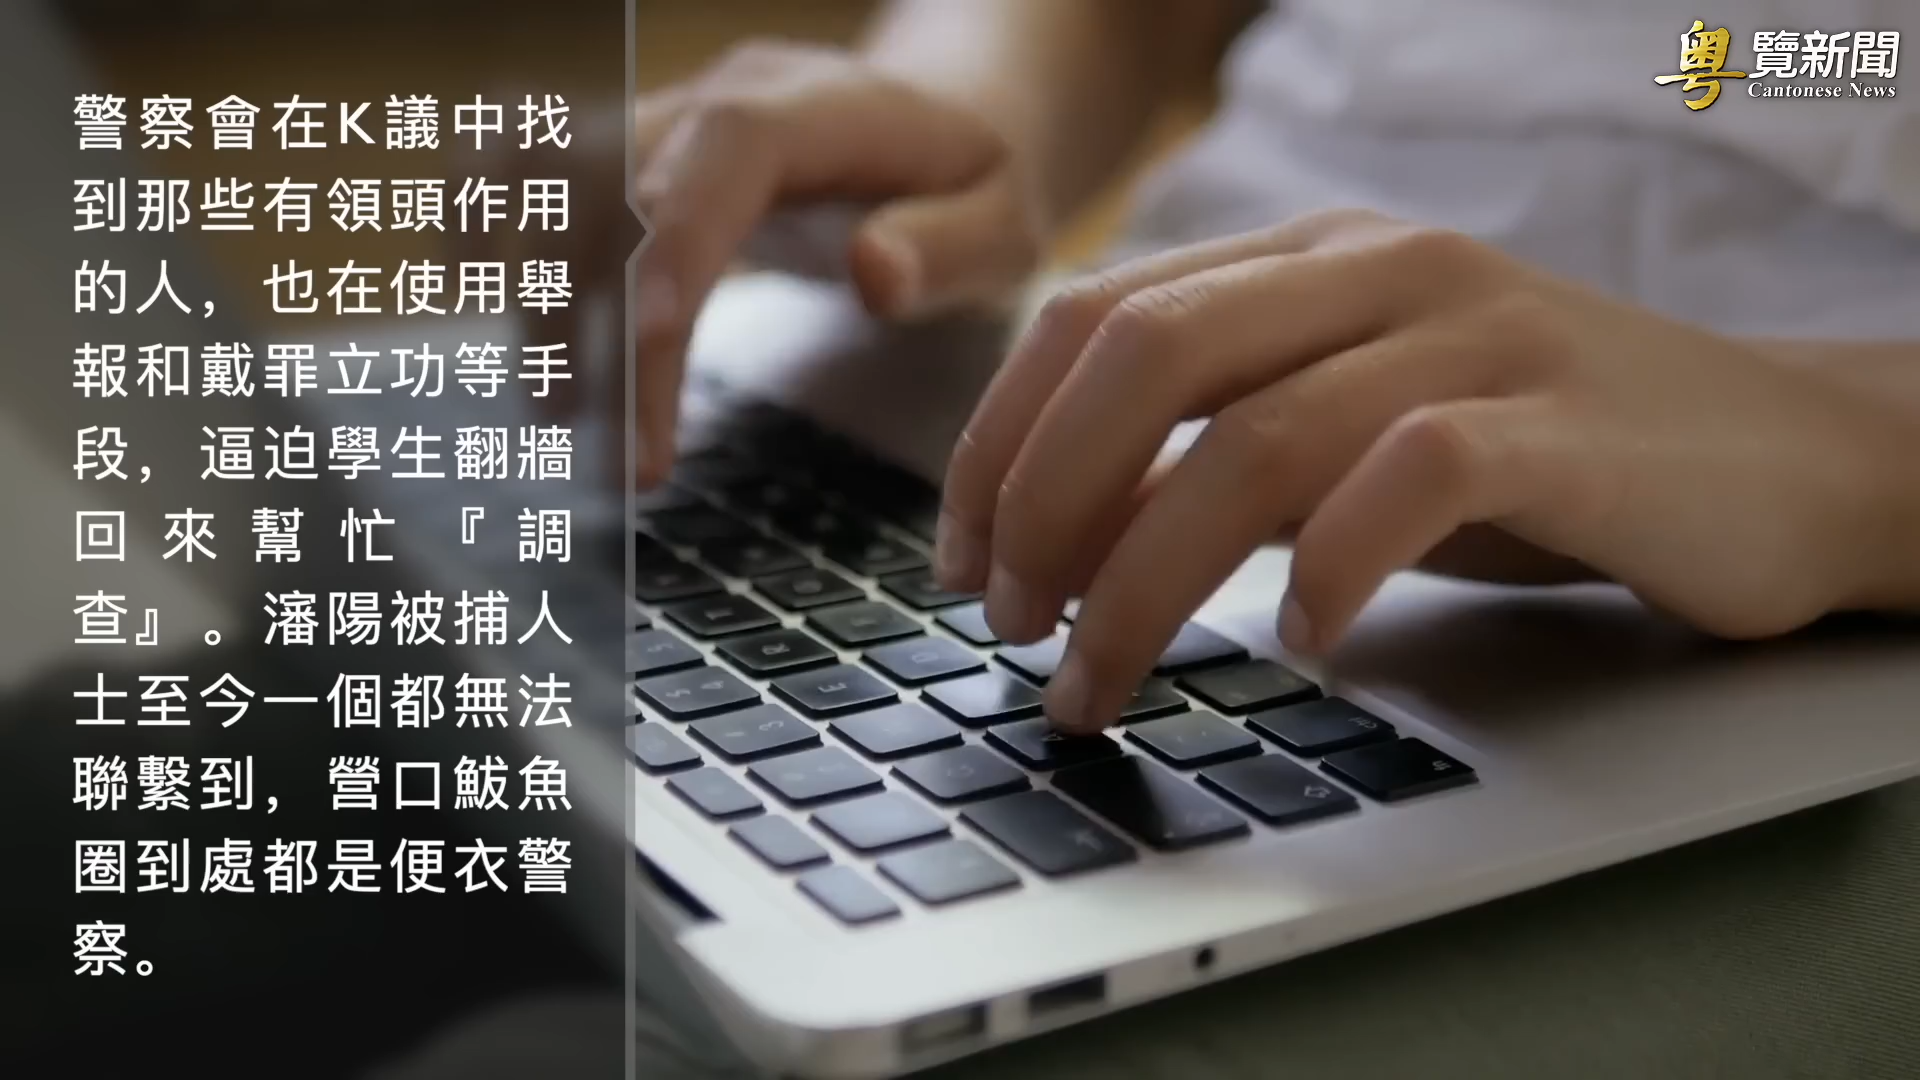 警察會在K議中找
到那些有領頭作用
的人，也在使用舉
報和戴罪立功等手
段，逼迫學生翻牆
回來幫忙『調
查』。瀋陽被捕人
士至今一個都無法
聯繫到，營口鮁魚
圈到處都是便衣警
察。
粵覽新聞
Cantonese News